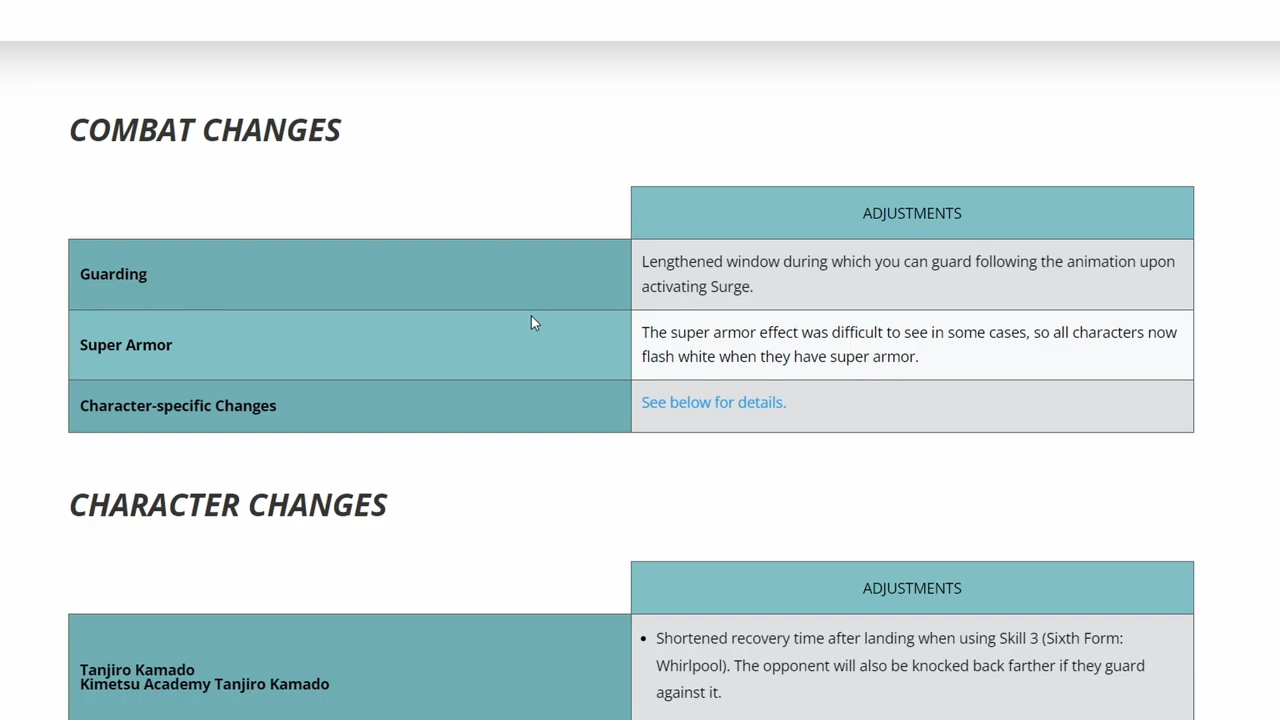 COMBAT CHANGES
ADJUSTMENTS
Guarding
Lengthened window during which you can guard following the animation upon
activating Surge.
Super Armor
The super armor effect was difficult to see in some cases, so all characters now
flash white when they have super armor.
Character-specific Changes
See below for details.
CHARACTER CHANGES
ADJUSTMENTS
Tanjiro Kamado
Kimetsu Academy Tanjiro Kamado
• Shortened recovery time after landing when using Skill 3 (Sixth Form:
Whirlpool). The opponent will also be knocked back farther if they guard
against it.